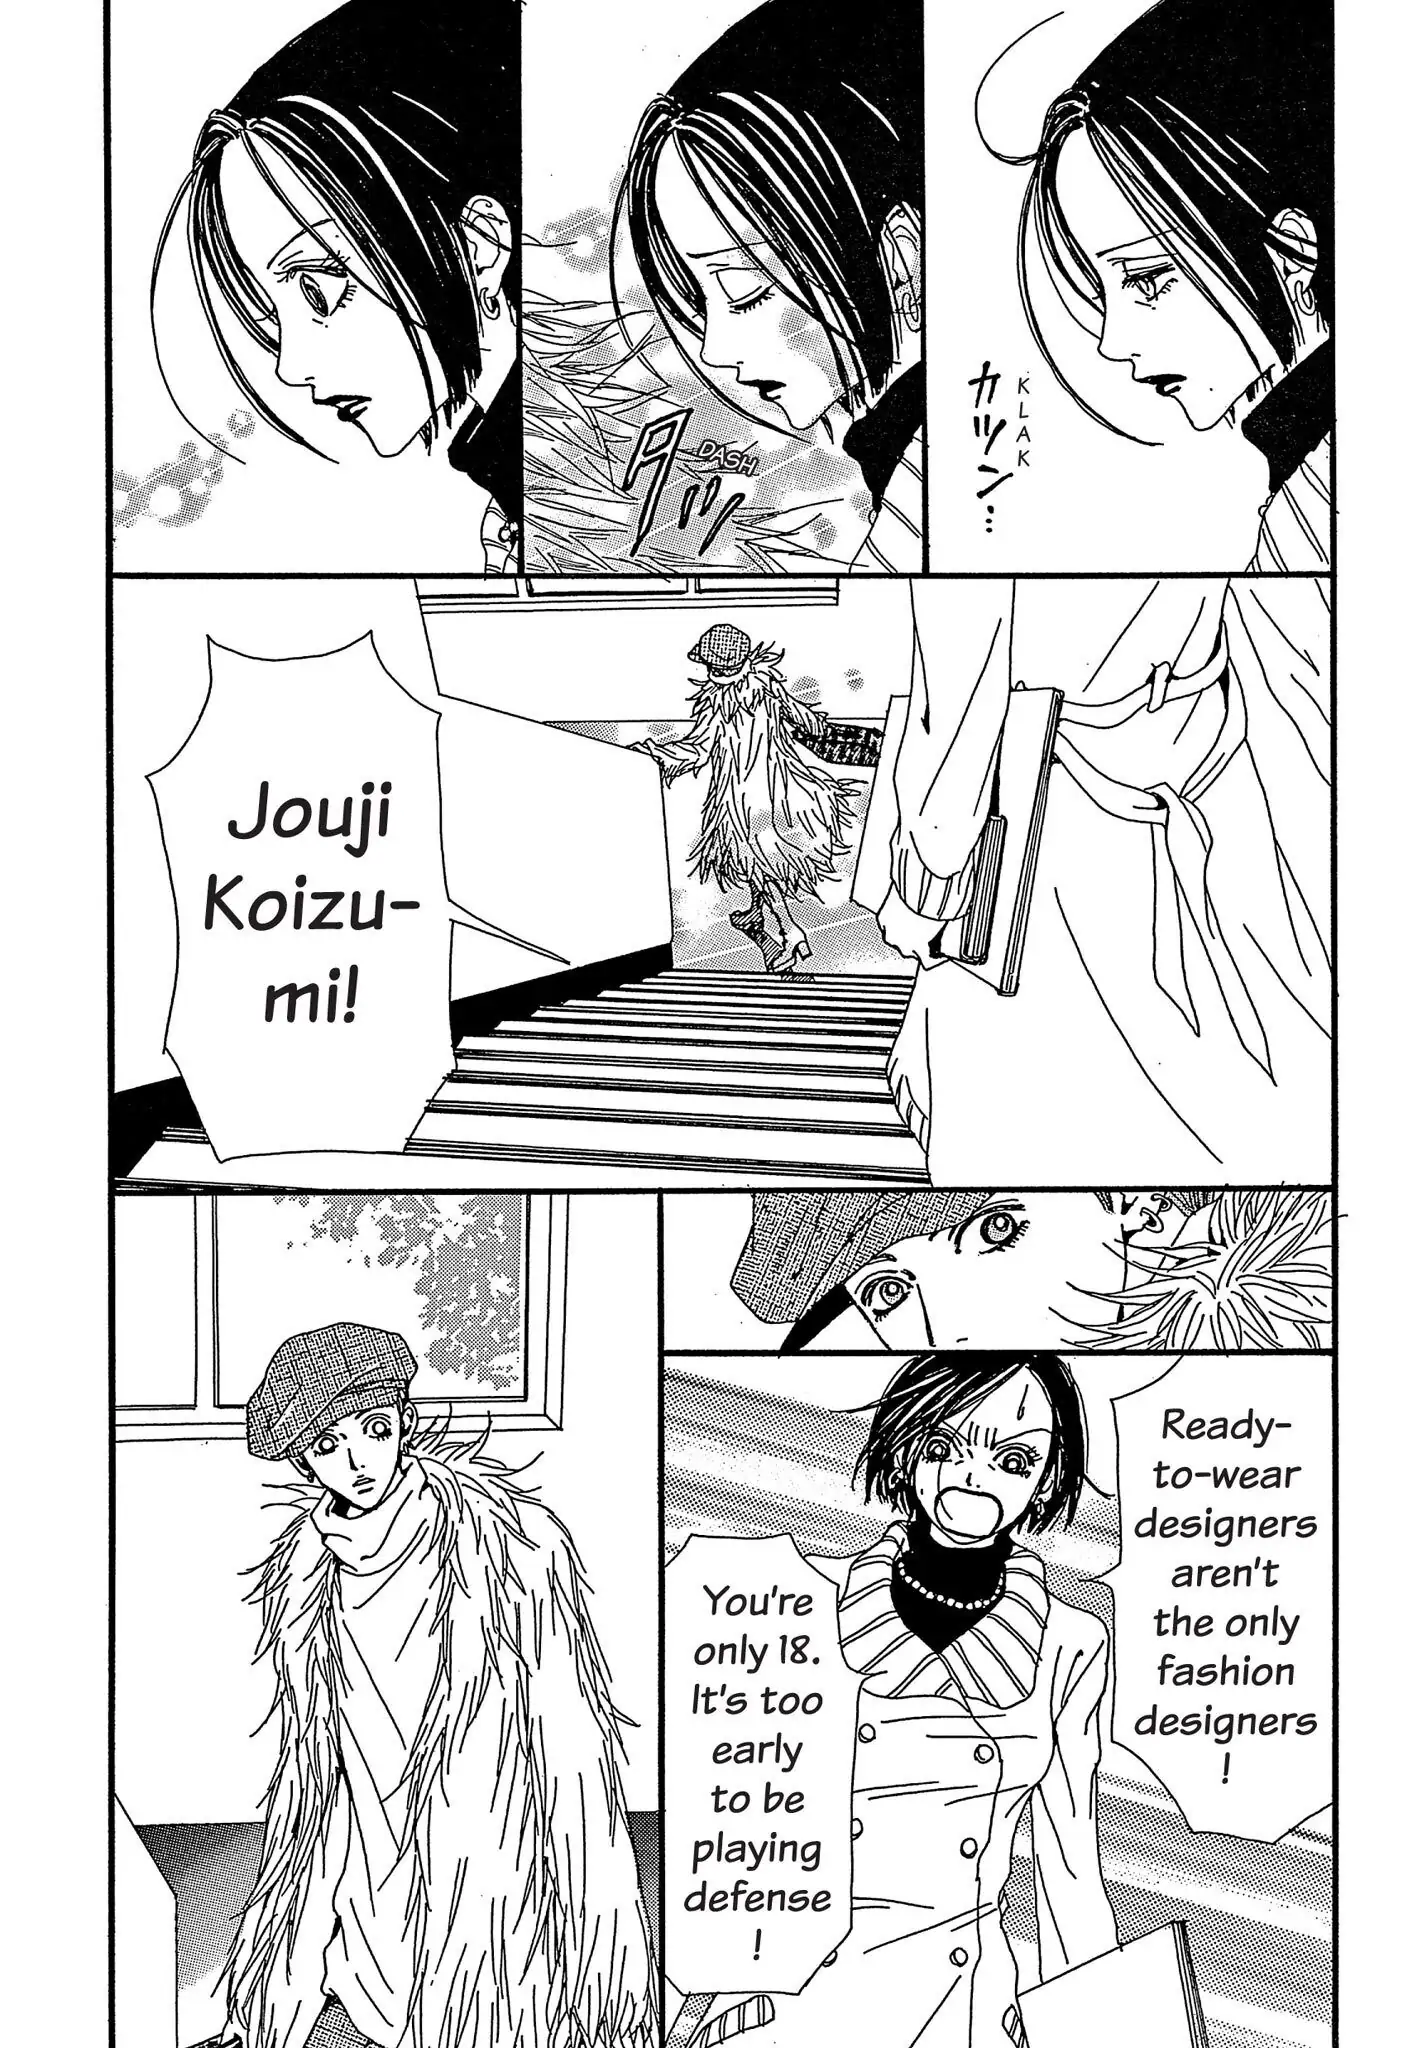 カツン…
KLAK
ダッ
DASH
Jouji
Koizu-
mi!
Ready-
to-wear
designers
aren't
the only
fashion
designers
!
You're
only 18.
It's too
early
to be
playing
defense
!